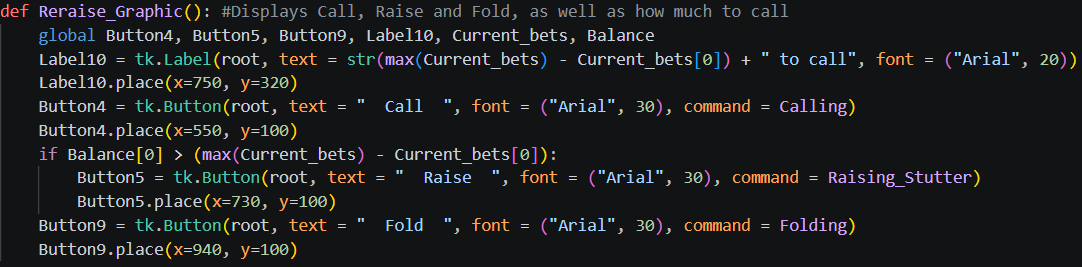 def Reraise_Graphic(): #Displays Call, Raise and Fold, as well as how much to call
    global Button4, Button5, Button9, Label10, Current_bets, Balance
    Label10 = tk.Label(root, text = str(max(Current_bets) - Current_bets[0]) + " to call", font = ("Arial", 20))
    Label10.place(x=750, y=320)
    Button4 = tk.Button(root, text = "  Call  ", font = ("Arial", 30), command = Calling)
    Button4.place(x=550, y=100)
    if Balance[0] > (max(Current_bets) - Current_bets[0]):
        Button5 = tk.Button(root, text = "  Raise  ", font = ("Arial", 30), command = Raising_Stutter)
        Button5.place(x=730, y=100)
    Button9 = tk.Button(root, text = "  Fold  ", font = ("Arial", 30), command = Folding)
    Button9.place(x=940, y=100)